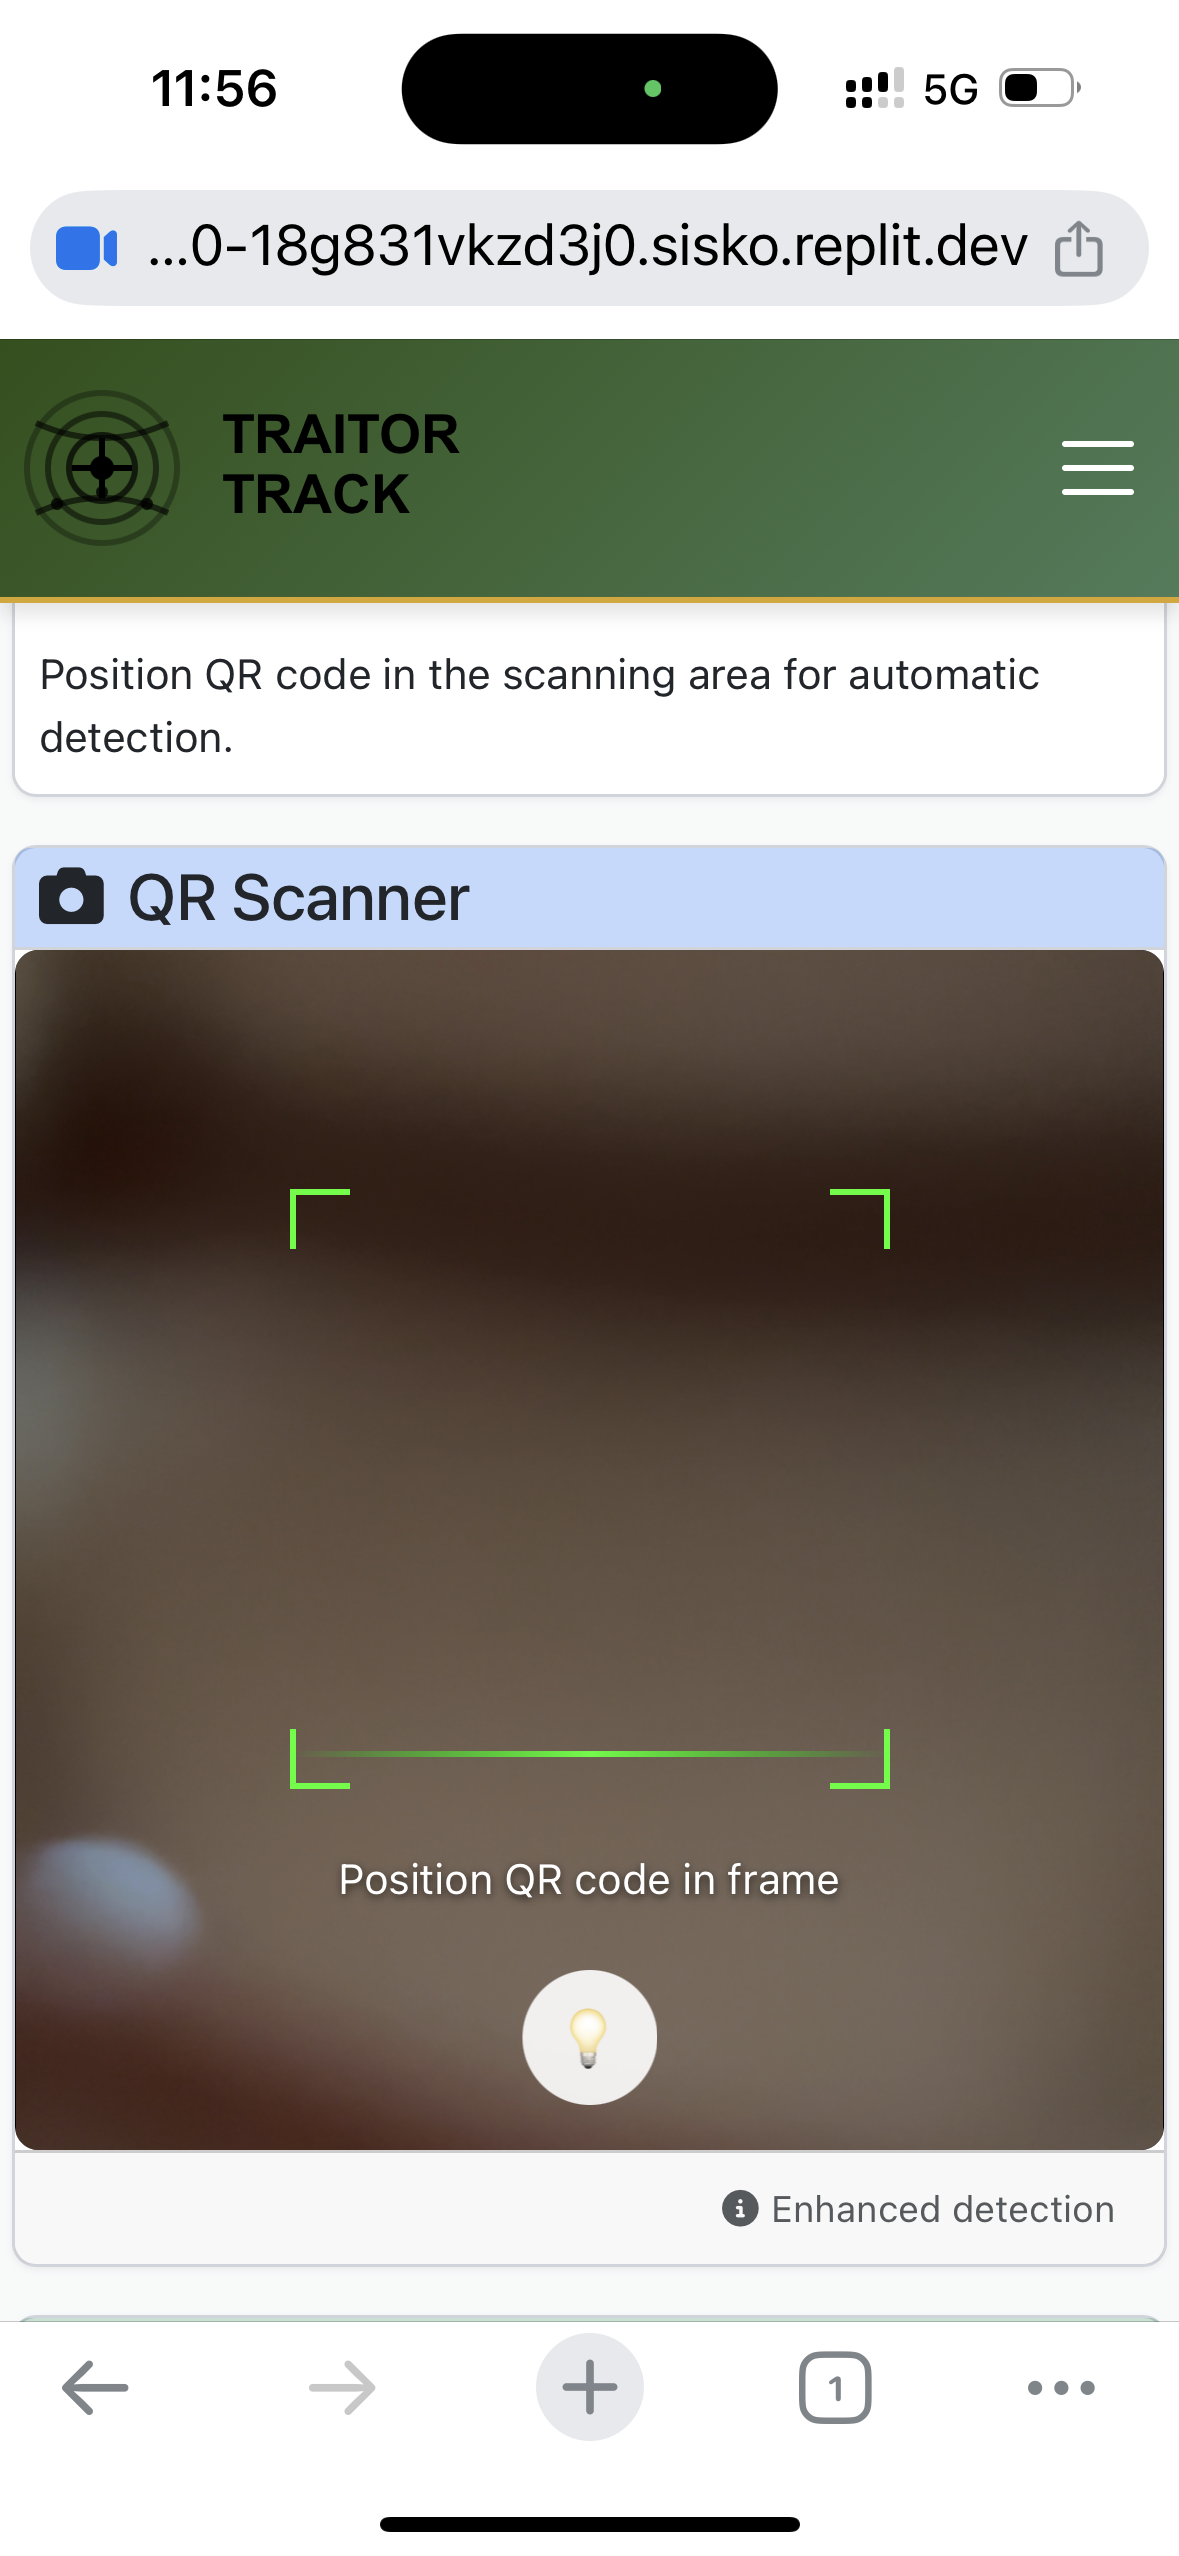 11:56
5G
...0-18g831vkzd3j0.sisko.replit.dev
TRAITOR
TRACK
Position QR code in the scanning area for automatic
detection.
QR Scanner
Position QR code in frame
Enhanced detection
1